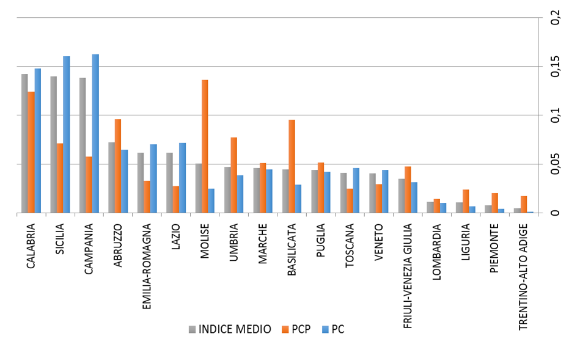 0,2
0,15
0,1
0,05
0
CALABRIA
SICILIA
CAMPANIA
ABRUZZO
EMILIA-ROMAGNA
LAZIO
MOLISE
UMBRIA
MARCHE
BASILICATA
PUGLIA
TOSCANA
VENETO
FRIULI-VENEZIA GIULIA
LOMBARDIA
LIGURIA
PIEMONTE
TRENTINO-ALTO ADIGE
INDICE MEDIO PCP PC